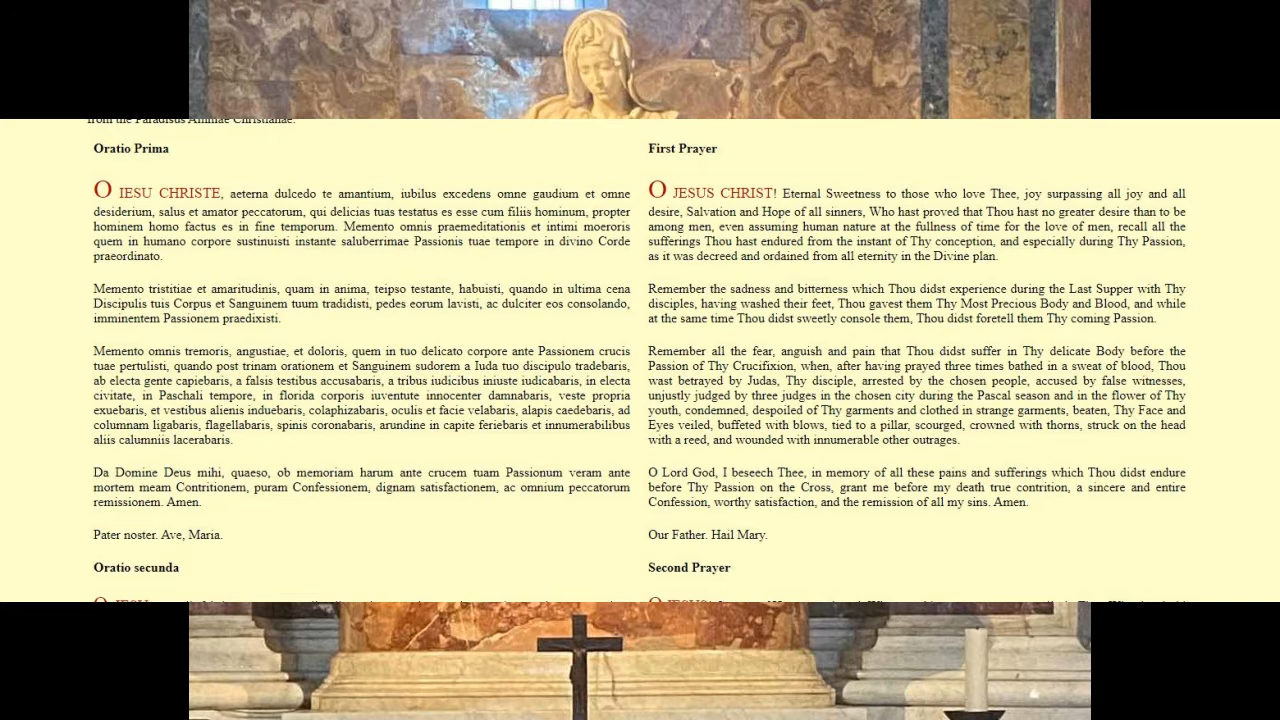 from the Paradisus Animae Christianae.
Oratio Prima
O IESU CHRISTE, aeterna dulcedo te amantium, iubilus excedens omne gaudium et omne
desiderium, salus et amator peccatorum, qui delicias tuas testatus es esse cum filiis hominum, propter
hominem homo factus es in fine temporum. Memento omnis praemeditationis et intimi moeroris
quem in humano corpore sustinuisti instante saluberrimae Passionis tuae tempore in divino Corde
praeordinato.
Memento tristitiae et amaritudinis, quam in anima, teipso testante, habuisti, quando in ultima cena
Discipulis tuis Corpus et Sanguinem tuum tradidisti, pedes eorum lavisti, ac dulciter eos consolando,
imminentem Passionem praedixisti.
Memento omnis tremoris, angustiae, et doloris, quem in tuo delicato corpore ante Passionem crucis
tuae pertulisti, quando post trinam orationem et Sanguinem sudorem a Iuda tuo discipulo tradebaris,
ab electa gente capiebaris, a falsis testibus accusabaris, a tribus iudicibus iniuste iudicabaris, in electa
civitate, in Paschali tempore, in florida corporis iuventute innocenter damnabaris, veste propria
exuebaris, et vestibus alienis induebaris, colaphizabaris, oculis et facie velabaris, alapis caedebaris, ad
columnam ligabaris, flagellabaris, spinis coronabaris, arundine in capite feriebaris et innumerabilibus
aliis calumniis lacerabaris.
Da Domine Deus mihi, quaeso, ob memoriam harum ante crucem tuam Passionum veram ante
mortem meam Contritionem, puram Confessionem, dignam satisfactionem, ac omnium peccatorum
remissionem. Amen.
Pater noster. Ave, Maria.
Oratio secunda
First Prayer
O JESUS CHRIST! Eternal Sweetness to those who love Thee, joy surpassing all joy and all
desire, Salvation and Hope of all sinners, Who hast proved that Thou hast no greater desire than to be
among men, even assuming human nature at the fullness of time for the love of men, recall all the
sufferings Thou hast endured from the instant of Thy conception, and especially during Thy Passion,
as it was decreed and ordained from all eternity in the Divine plan.
Remember the sadness and bitterness which Thou didst experience during the Last Supper with Thy
disciples, having washed their feet, Thou gavest them Thy Most Precious Body and Blood, and while
at the same time Thou didst sweetly console them, Thou didst foretell them Thy coming Passion.
Remember all the fear, anguish and pain that Thou didst suffer in Thy delicate Body before the
Passion of Thy Crucifixion, when, after having prayed three times bathed in a sweat of blood, Thou
wast betrayed by Judas, Thy disciple, arrested by the chosen people, accused by false witnesses,
unjustly judged by three judges in the chosen city during the Pascal season and in the flower of Thy
youth, condemned, despoiled of Thy garments and clothed in strange garments, beaten, Thy Face and
Eyes veiled, buffeted with blows, tied to a pillar, scourged, crowned with thorns, struck on the head
with a reed, and wounded with innumerable other outrages.
O Lord God, I beseech Thee, in memory of all these pains and sufferings which Thou didst endure
before Thy Passion on the Cross, grant me before my death true contrition, a sincere and entire
Confession, worthy satisfaction, and the remission of all my sins. Amen.
Our Father. Hail Mary.
Second Prayer